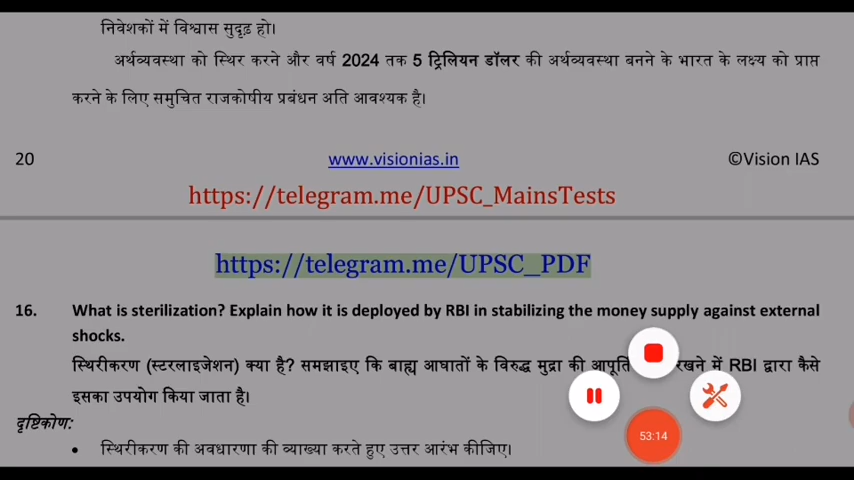 निवेशकों में विश्वास सुदृढ़ हो।
अर्थव्यवस्था को स्थिर करने और वर्ष 2024 तक 5 ट्रिलियन डॉलर की अर्थव्यवस्था बनने के भारत के लक्ष्य को प्राप्त
करने के लिए समुचित राजकोषीय प्रबंधन अति आवश्यक है।
20 www.visionias.in ©Vision IAS
https://telegram.me/UPSC_MainsTests
https://telegram.me/UPSC_PDF
16. What is sterilization? Explain how it is deployed by RBI in stabilizing the money supply against external
shocks.
स्थिरीकरण (स्टरलाइजेशन) क्या है? समझाइए कि बाह्य आघातों के विरुद्ध मुद्रा की आपूर्ति रखने में RBI द्वारा कैसे
इसका उपयोग किया जाता है।
दृष्टिकोण:
• स्थिरीकरण की अवधारणा की व्याख्या करते हुए उत्तर आरंभ कीजिए।
53:14